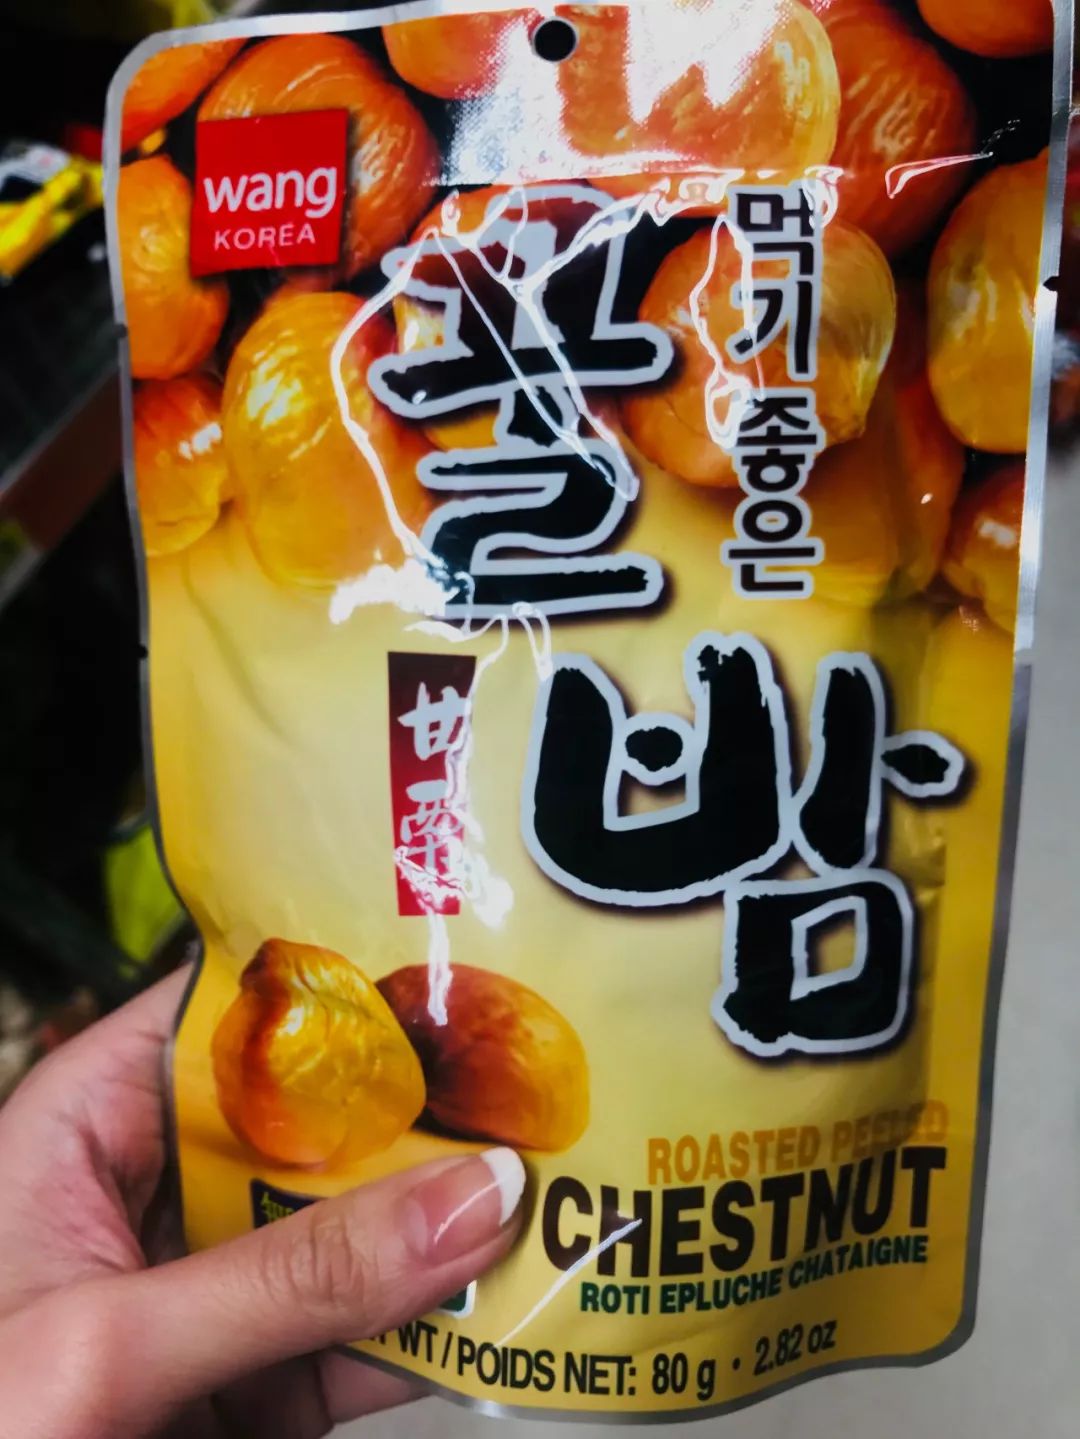 wang
KOREA
먹기 좋은
꿀밤
甘栗
ROASTED PEELED
CHESTNUT
ROTI EPLUCHE CHATAIGNE
WT / POIDS NET: 80 g · 2.82 oz